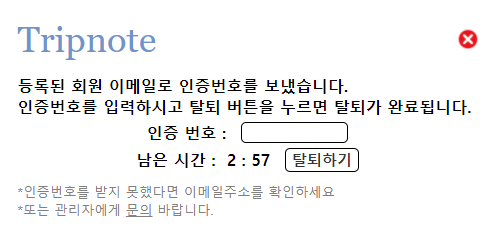 Tripnote
등록된 회원 이메일로 인증번호를 보냈습니다.
인증번호를 입력하시고 탈퇴 버튼을 누르면 탈퇴가 완료됩니다.
인증 번호 :
남은 시간 : 2 : 57 탈퇴하기
*인증번호를 받지 못했다면 이메일주소를 확인하세요
*또는 관리자에게 문의 바랍니다.